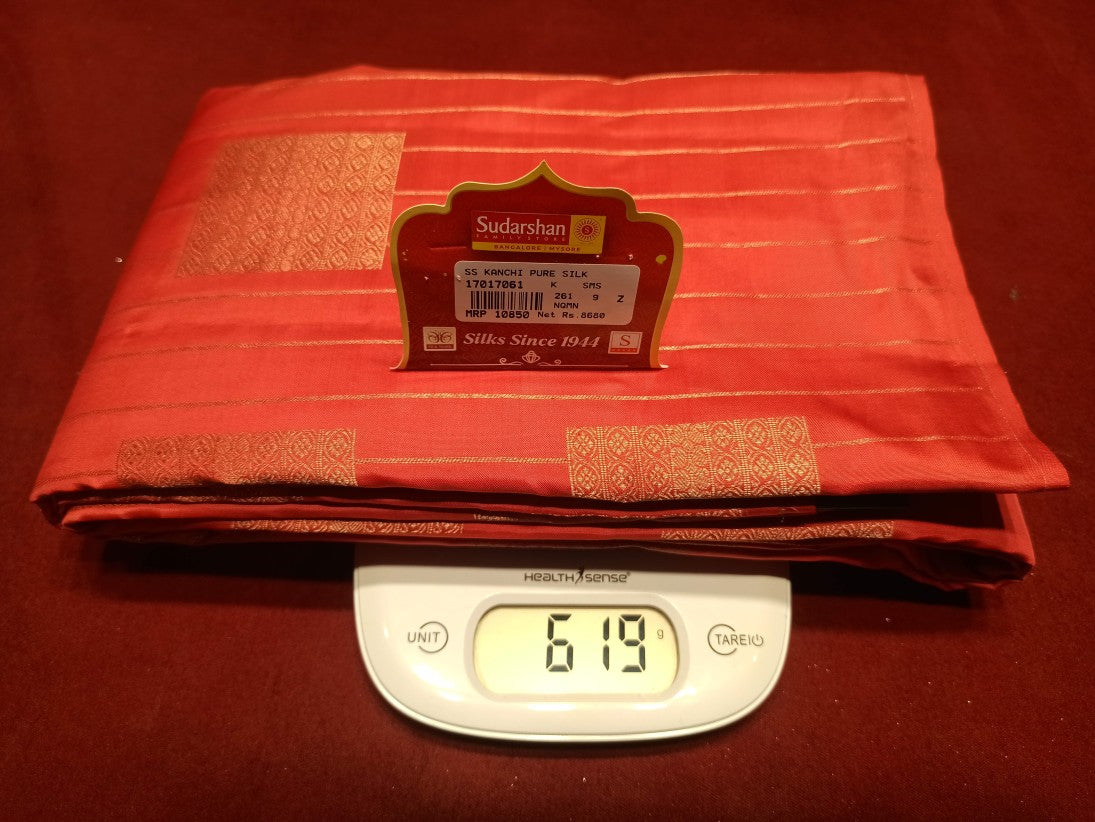 Sudarshan
FAMILY STORE
BANGALORE | MYSORE
SS KANCHI PURE SILK
17017061 K SMS
261 9 Z
NQMN
MRP 10850 Net Rs.8680
Silks Since 1944
S
HEALTH SENSE®
UNIT 619 g TARE